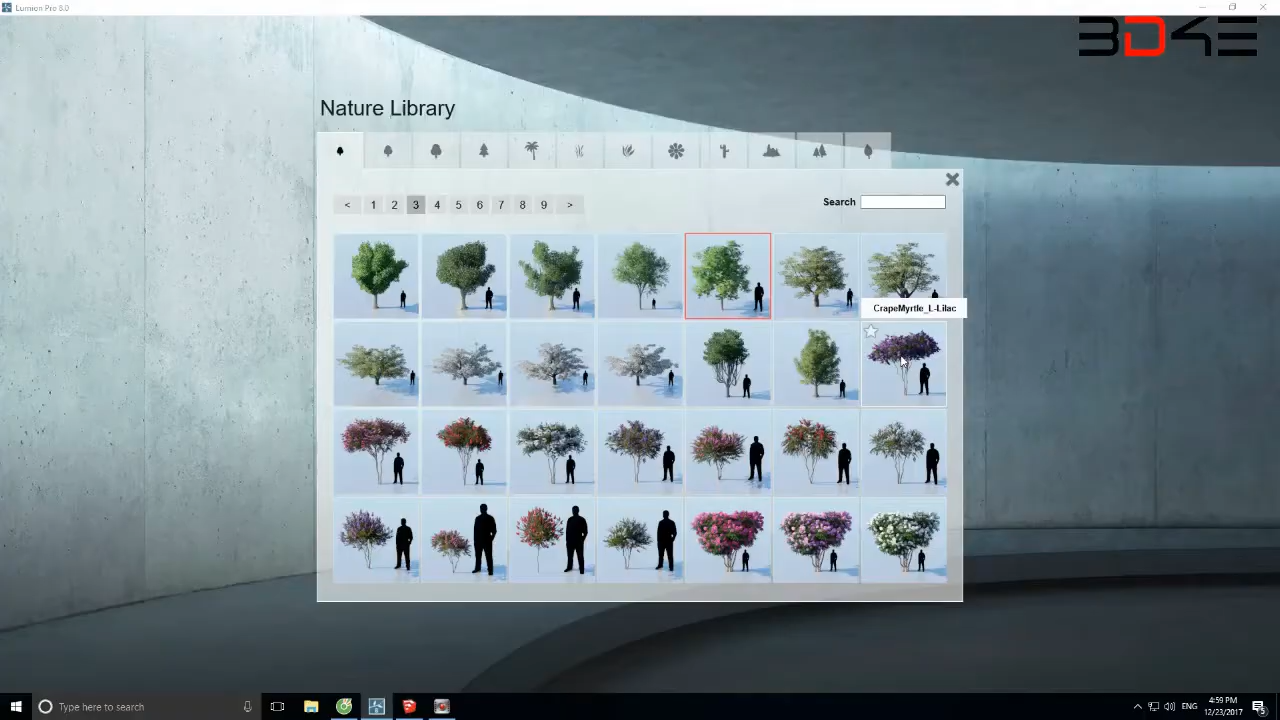 Lumion Pro 8.0
3D4E
Nature Library
< 1 2 3 4 5 6 7 8 9 >
Search
CrapeMyrtle_L-Lilac
Type here to search
ENG
4:59 PM
12/23/2017